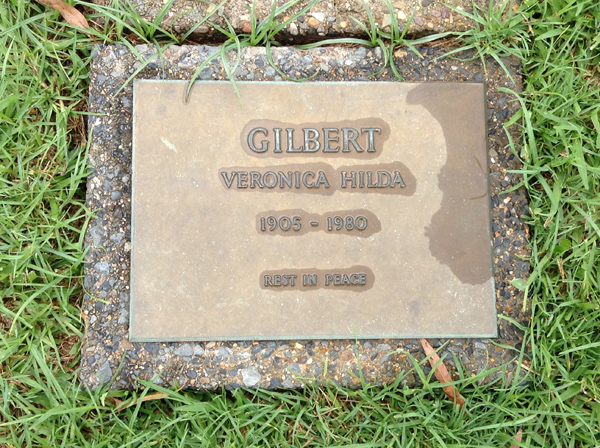 GILBERT
VERONICA HILDA
1905 - 1980
REST IN PEACE